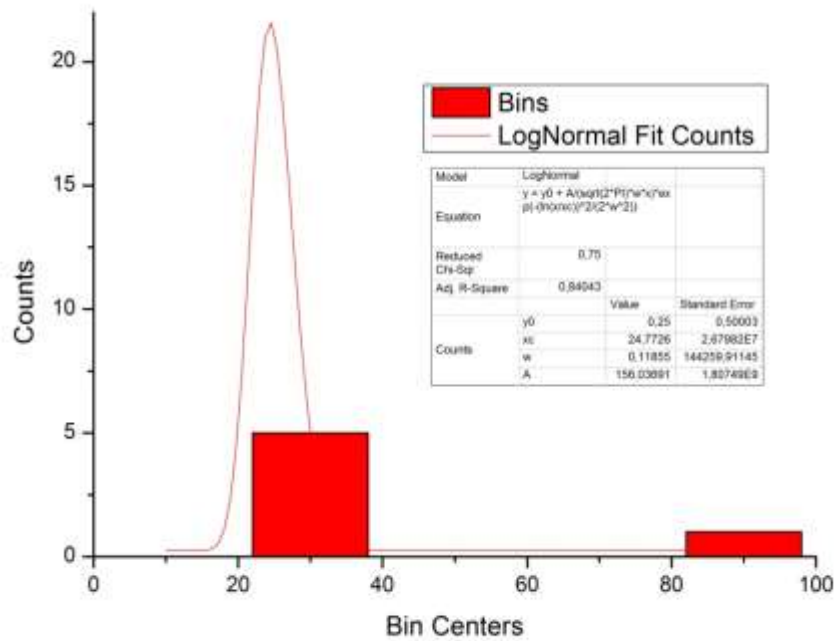 20
15
10
5
0
Counts
0
20
40
60
80
100
Bin Centers
Bins
LogNormal Fit Counts
Model LogNormal
Equation y = y0 + A/(sqrt(2*PI)*w*x)*ex
p(-(ln(x/xc))^2/(2*w^2))
Reduced 0,75
Chi-Sqr
Adj. R-Square 0,84043
Value Standard Error
Counts y0 0,25 0,50003
xc 24,7726 2,67982E7
w 0,11855 144259,91145
A 156,03691 1,80749E9